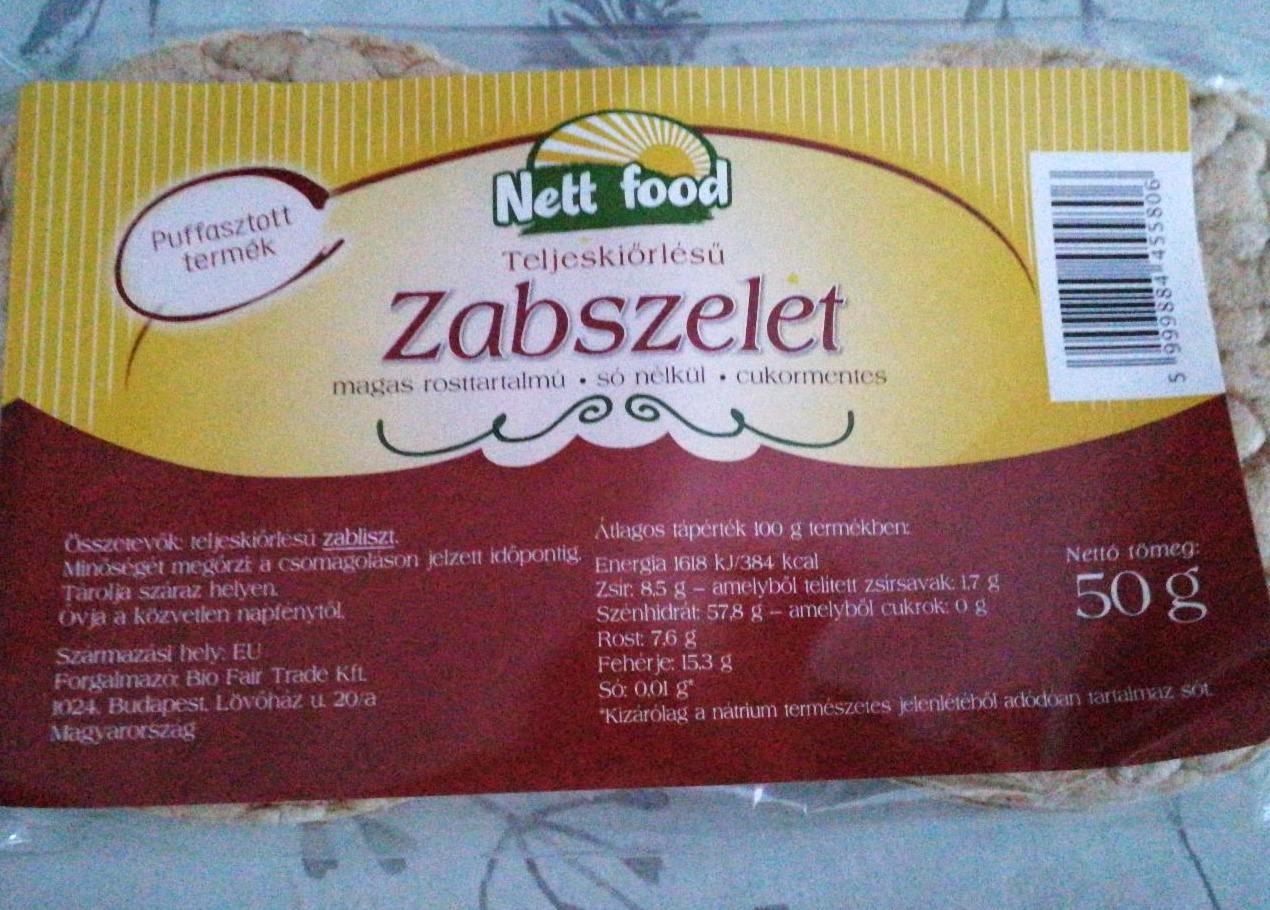 Nett food
Puffasztott
termék
Teljeskiőrlésű
Zabszelet
magas rosttartalmú • só nélkül • cukormentes
5 999884 455806
Összetevők: teljeskiőrlésű zabliszt.
Minőségét megőrzi: a csomagoláson jelzett időpontig.
Tárolja száraz helyen.
Óvja a közvetlen napfénytől.
Származási hely: EU
Forgalmazó: Bio Fair Trade Kft.
1024. Budapest. Lövőház u. 20/a
Magyarország
Átlagos tápérték 100 g termékben:
Energia 1618 kJ/384 kcal
Zsír: 8,5 g – amelyből telített zsírsavak: 1,7 g
Szénhidrát: 57,8 g – amelyből cukrok: 0 g
Rost: 7,6 g
Fehérje: 15,3 g
Só: 0,01 g*
*Kizárólag a nátrium természetes jelenlétéből adódóan tartalmaz sót.
Nettó tömeg:
50 g